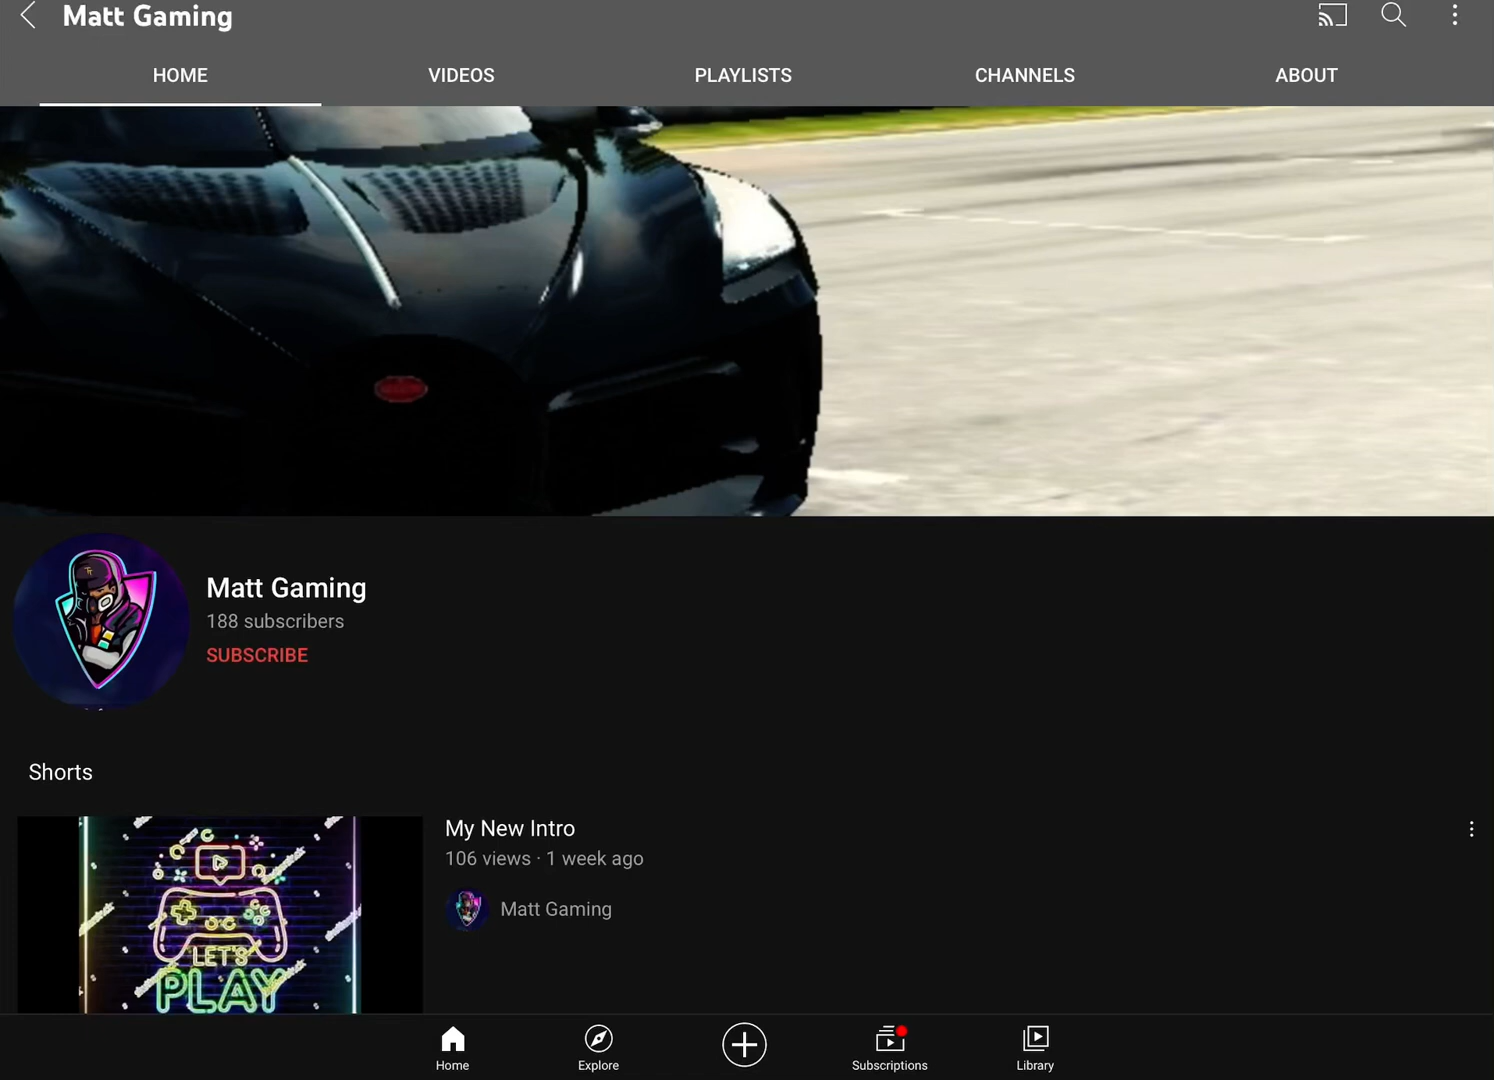 Matt Gaming
HOME VIDEOS PLAYLISTS CHANNELS ABOUT
Matt Gaming
188 subscribers
SUBSCRIBE
Shorts
My New Intro
106 views · 1 week ago
Matt Gaming
LET'S
PLAY
Home Explore Subscriptions Library